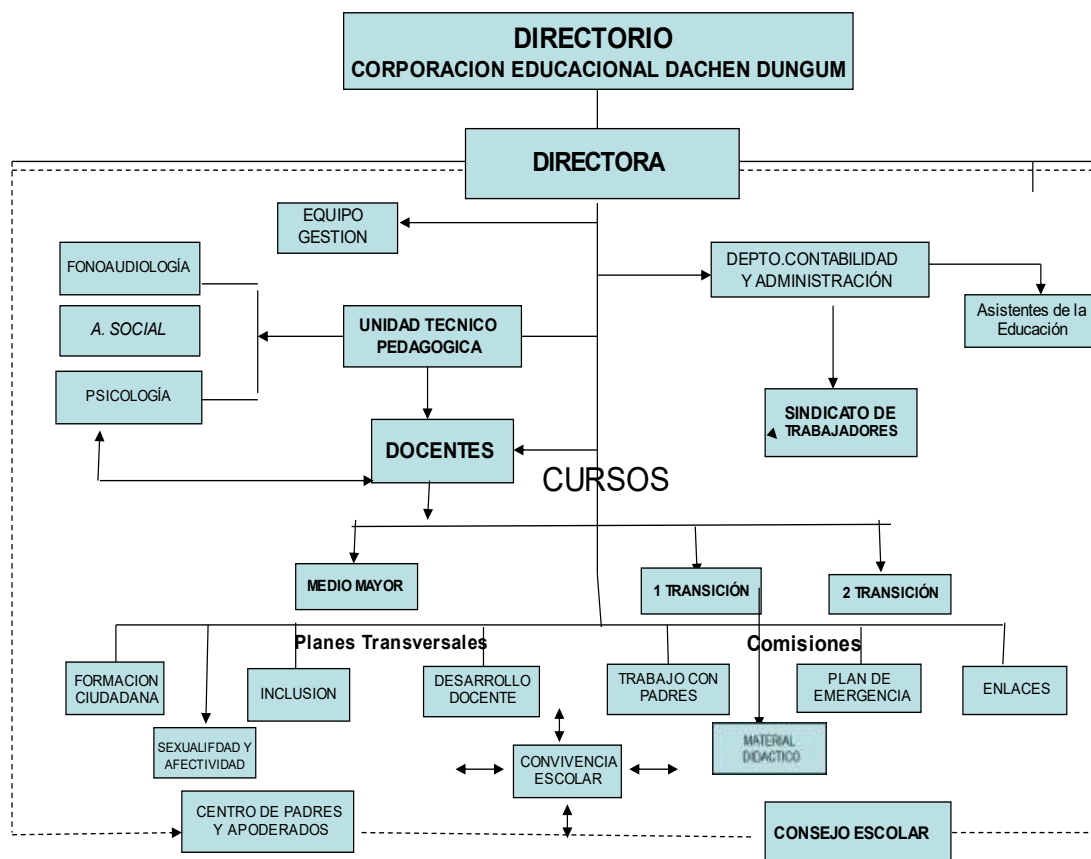 DIRECTORIO
CORPORACION EDUCACIONAL DACHEN DUNGUM
DIRECTORA
EQUIPO
GESTION
FONOAUDIOLOGÍA
DEPTO.CONTABILIDAD
Y ADMINISTRACIÓN
A. SOCIAL
UNIDAD TECNICO
PEDAGOGICA
Asistentes de la
Educación
PSICOLOGÍA
SINDICATO DE
TRABAJADORES
DOCENTES
CURSOS
MEDIO MAYOR
1 TRANSICIÓN
2 TRANSICIÓN
Planes Transversales
Comisiones
FORMACION
CIUDADANA
INCLUSION
DESARROLLO
DOCENTE
TRABAJO CON
PADRES
PLAN DE
EMERGENCIA
ENLACES
SEXUALIFDAD Y
AFECTIVIDAD
CONVIVENCIA
ESCOLAR
MATERIAL
DIDACTICO
CENTRO DE PADRES
Y APODERADOS
CONSEJO ESCOLAR